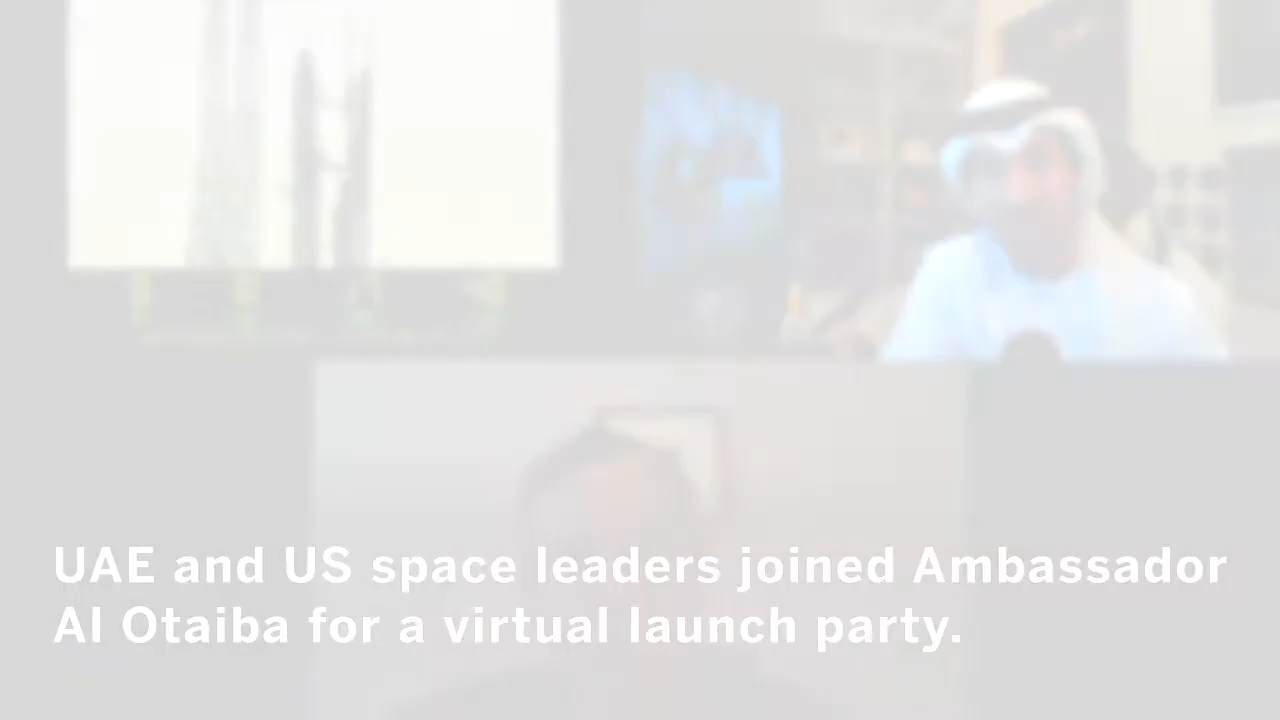 UAE and US space leaders joined Ambassador
Al Otaiba for a virtual launch party.